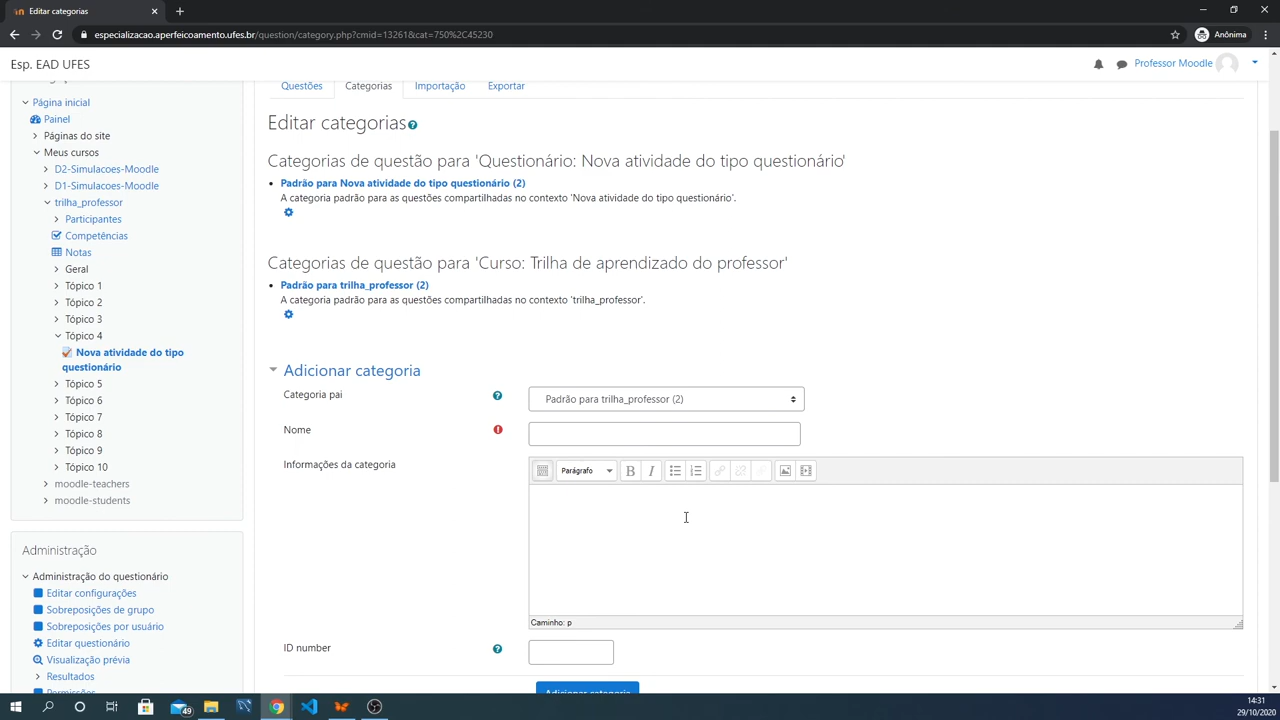 Editar categorias
especializacao.aperfeicoamento.ufes.br/question/category.php?cmid=13261&cat=750%2C45230
Anônima
Esp. EAD UFES
Professor Moodle
Página inicial
Painel
Páginas do site
Meus cursos
D2-Simulacoes-Moodle
D1-Simulacoes-Moodle
trilha_professor
Participantes
Competências
Notas
Geral
Tópico 1
Tópico 2
Tópico 3
Tópico 4
Nova atividade do tipo
questionário
Tópico 5
Tópico 6
Tópico 7
Tópico 8
Tópico 9
Tópico 10
moodle-teachers
moodle-students
Administração
Administração do questionário
Editar configurações
Sobreposições de grupo
Sobreposições por usuário
Editar questionário
Visualização prévia
Resultados
Permissões
Questões
Categorias
Importação
Exportar
Editar categorias
Categorias de questão para 'Questionário: Nova atividade do tipo questionário'
Padrão para Nova atividade do tipo questionário (2)
A categoria padrão para as questões compartilhadas no contexto 'Nova atividade do tipo questionário'.
Categorias de questão para 'Curso: Trilha de aprendizado do professor'
Padrão para trilha_professor (2)
A categoria padrão para as questões compartilhadas no contexto 'trilha_professor'.
Adicionar categoria
Categoria pai
Padrão para trilha_professor (2)
Nome
Informações da categoria
Parágrafo
B I
Caminho: p
ID number
Adicionar categoria
49
14:31
29/10/2020